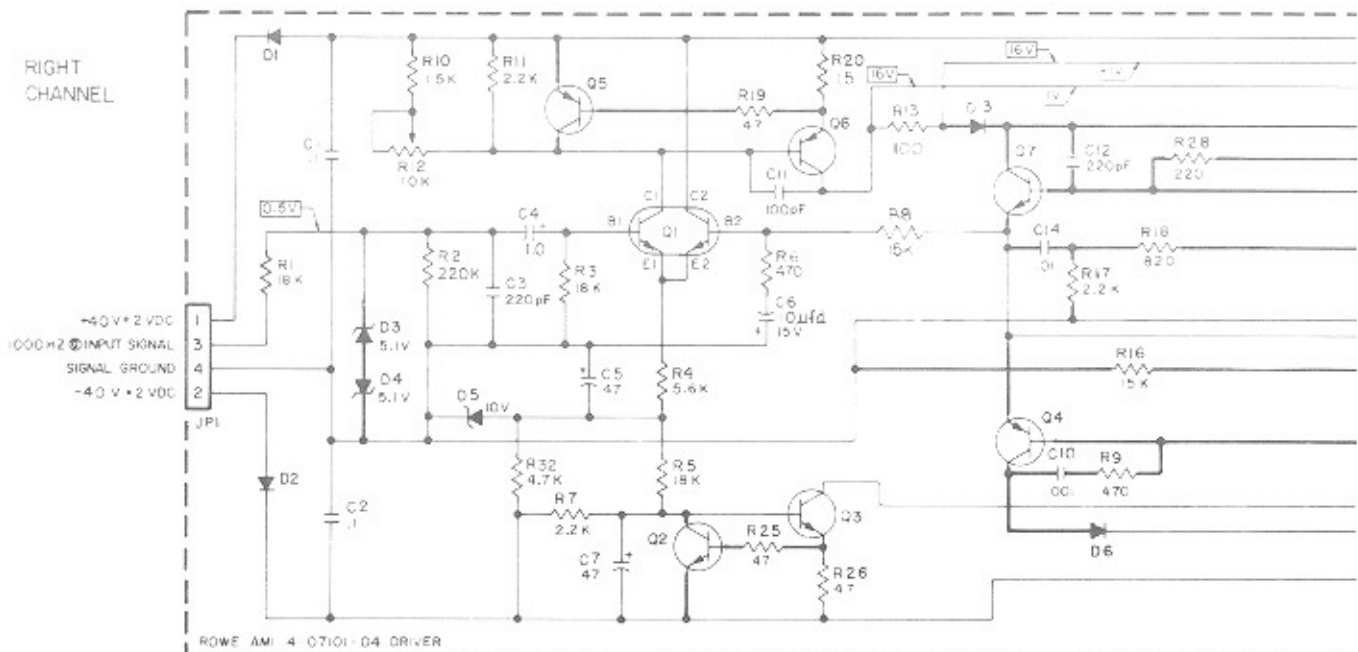 RIGHT
CHANNEL
D1
R10
1.5K
R11
2.2K
Q5
R19
47
R20
15
16V
16V
1V
R13
100
Q6
D13
Q7
C12
220pF
R28
220
C1
.1
R12
10K
C11
100pF
C1
C2
0.5V
R1
18K
R2
220K
C4
1.0
C3
220pF
R3
18K
B1
Q1
B2
E1
E2
R8
15K
R6
470
C6
10µfd
15V
C14
.01
R18
820
R17
2.2K
+40V±2 VDC
1
INPUT SIGNAL
3
SIGNAL GROUND
4
-40V±2 VDC
2
JP1
D3
5.1V
D4
5.1V
C5
47
R4
5.6K
R16
15K
D5
10V
D2
C2
.1
R32
4.7K
R5
18K
R7
2.2K
C7
47
Q2
R25
47
Q3
R26
47
Q4
C10
.001
R9
470
D6
ROWE AMI 4 07101-04 DRIVER